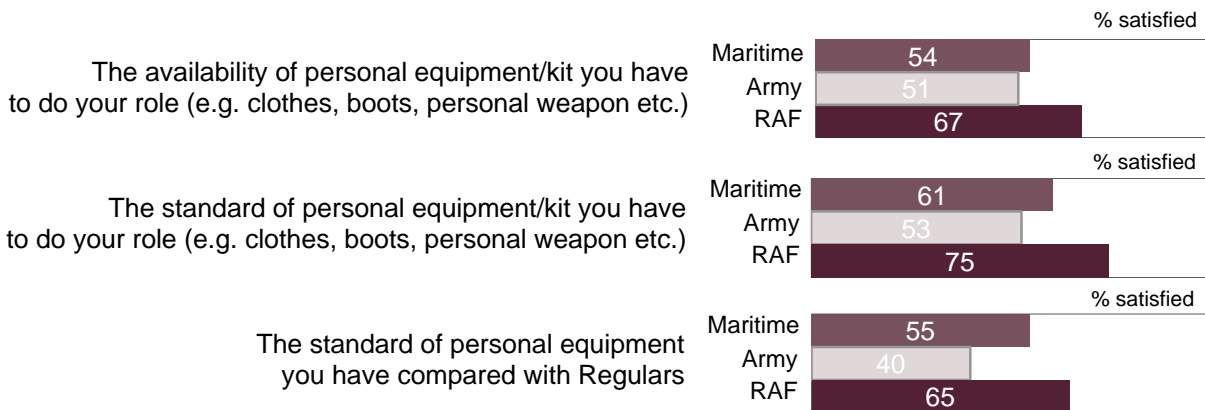 % satisfied
The availability of personal equipment/kit you have
to do your role (e.g. clothes, boots, personal weapon etc.)
Maritime 54
Army 51
RAF 67
% satisfied
The standard of personal equipment/kit you have
to do your role (e.g. clothes, boots, personal weapon etc.)
Maritime 61
Army 53
RAF 75
% satisfied
The standard of personal equipment
you have compared with Regulars
Maritime 55
Army 40
RAF 65